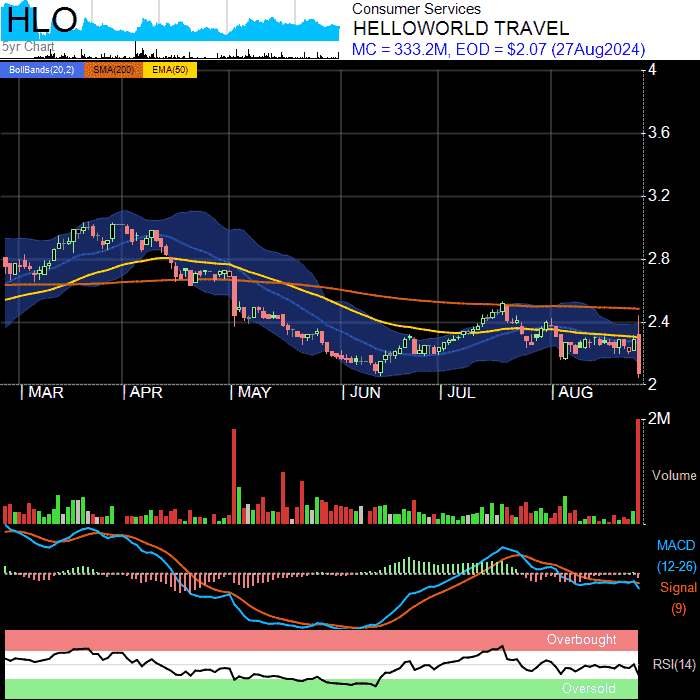 HLO
5yr Chart
Consumer Services
HELLOWORLD TRAVEL
MC = 333.2M, EOD = $2.07 (27Aug2024)
BollBands(20,2) SMA(200) EMA(50)
4
3.6
3.2
2.8
2.4
2
MAR APR MAY JUN JUL AUG
2M
Volume
MACD
(12-26)
Signal
(9)
Overbought
RSI(14)
Oversold